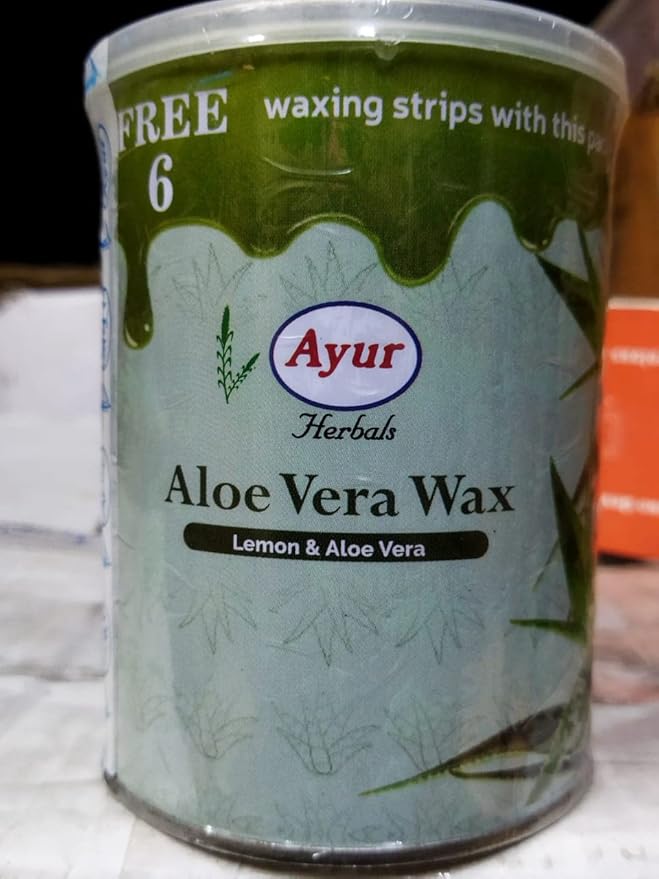 FREE
6
waxing strips with this
Ayur
Herbals
Aloe Vera Wax
Lemon & Aloe Vera